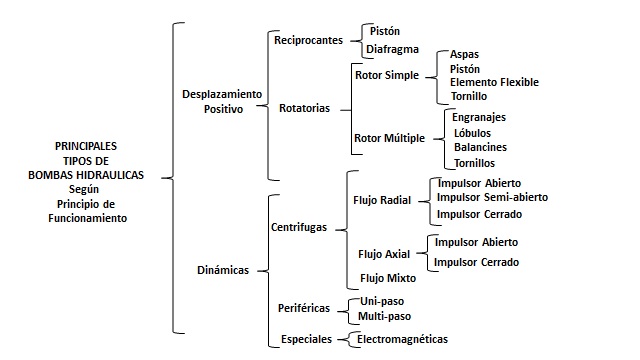 PRINCIPALES
TIPOS DE
BOMBAS HIDRAULICAS
Según
Principio de
Funcionamiento
Desplazamiento
Positivo
Reciprocantes
Pistón
Diafragma
Rotatorias
Rotor Simple
Aspas
Pistón
Elemento Flexible
Tornillo
Rotor Múltiple
Engranajes
Lóbulos
Balancines
Tornillos
Dinámicas
Centrifugas
Flujo Radial
Impulsor Abierto
Impulsor Semi-abierto
Impulsor Cerrado
Flujo Axial
Impulsor Abierto
Impulsor Cerrado
Flujo Mixto
Periféricas
Uni-paso
Multi-paso
Especiales
Electromagnéticas